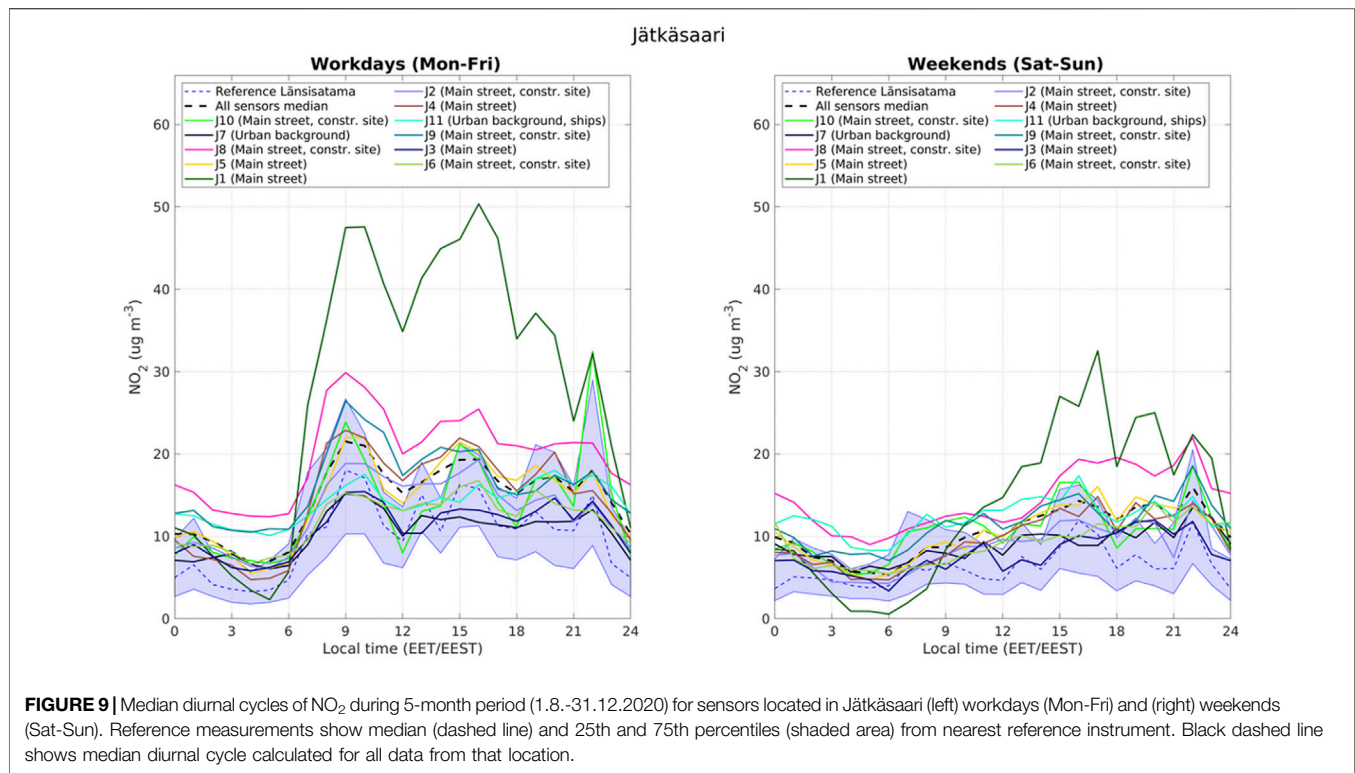 Jätkäsaari
Workdays (Mon-Fri)
Reference Länsisatama
All sensors median
J10 (Main street, constr. site)
J7 (Urban background)
J8 (Main street, constr. site)
J5 (Main street)
J1 (Main street)
J2 (Main street, constr. site)
J4 (Main street)
J11 (Urban background, ships)
J9 (Main street, constr. site)
J3 (Main street)
J6 (Main street, constr. site)
NO₂ (ug m⁻³)
60
50
40
30
20
10
0
0 3 6 9 12 15 18 21 24
Local time (EET/EEST)
Weekends (Sat-Sun)
Reference Länsisatama
All sensors median
J10 (Main street, constr. site)
J7 (Urban background)
J8 (Main street, constr. site)
J5 (Main street)
J1 (Main street)
J2 (Main street, constr. site)
J4 (Main street)
J11 (Urban background, ships)
J9 (Main street, constr. site)
J3 (Main street)
J6 (Main street, constr. site)
NO₂ (ug m⁻³)
60
50
40
30
20
10
0
0 3 6 9 12 15 18 21 24
Local time (EET/EEST)
FIGURE 9 | Median diurnal cycles of NO₂ during 5-month period (1.8.-31.12.2020) for sensors located in Jätkäsaari (left) workdays (Mon-Fri) and (right) weekends
(Sat-Sun). Reference measurements show median (dashed line) and 25th and 75th percentiles (shaded area) from nearest reference instrument. Black dashed line
shows median diurnal cycle calculated for all data from that location.